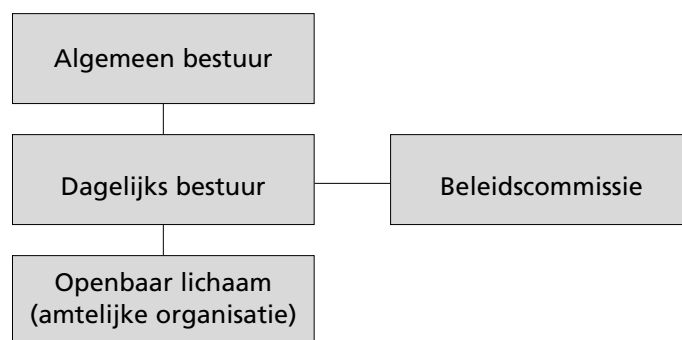 Algemeen bestuur
Dagelijks bestuur
Beleidscommissie
Openbaar lichaam
(amtelijke organisatie)